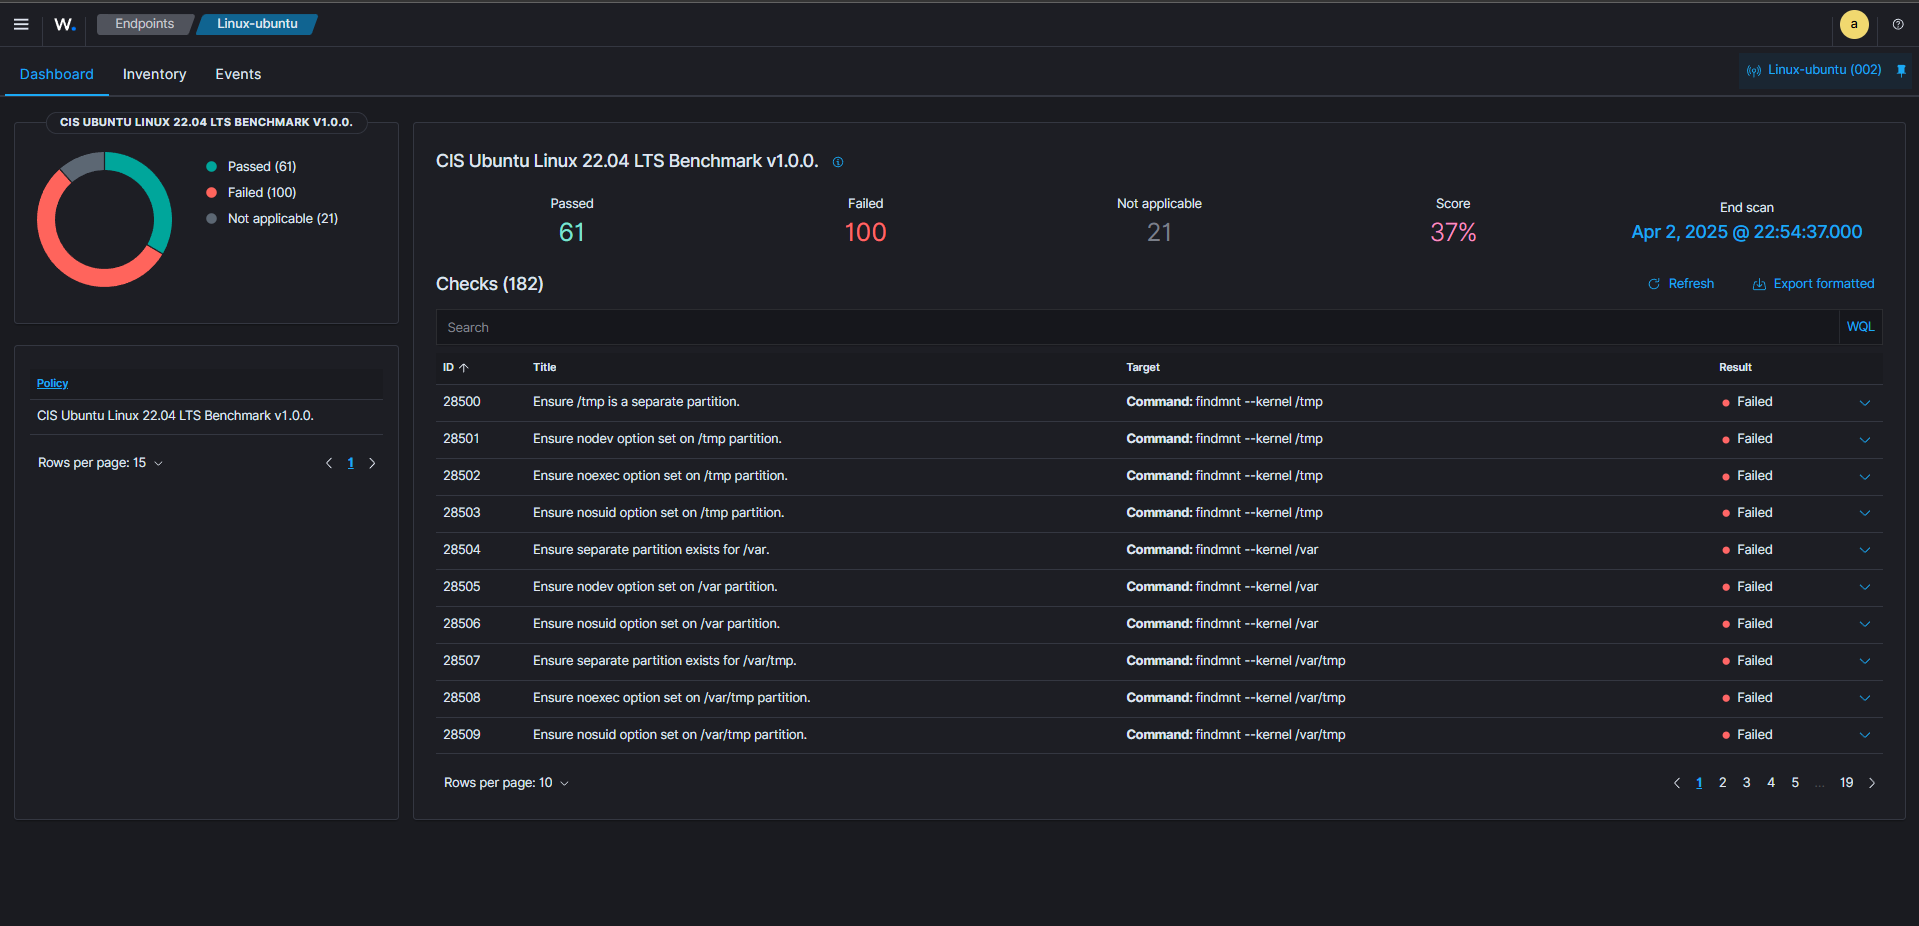 W. Endpoints Linux-ubuntu a
Dashboard Inventory Events Linux-ubuntu (002)
CIS UBUNTU LINUX 22.04 LTS BENCHMARK V1.0.0.
Passed (61)
Failed (100)
Not applicable (21)
Policy
CIS Ubuntu Linux 22.04 LTS Benchmark v1.0.0.
Rows per page: 15 1
CIS Ubuntu Linux 22.04 LTS Benchmark v1.0.0.
Passed Failed Not applicable Score End scan
61 100 21 37% Apr 2, 2025 @ 22:54:37.000
Checks (182) Refresh Export formatted
Search WQL
ID Title Target Result
28500 Ensure /tmp is a separate partition. Command: findmnt --kernel /tmp Failed
28501 Ensure nodev option set on /tmp partition. Command: findmnt --kernel /tmp Failed
28502 Ensure noexec option set on /tmp partition. Command: findmnt --kernel /tmp Failed
28503 Ensure nosuid option set on /tmp partition. Command: findmnt --kernel /tmp Failed
28504 Ensure separate partition exists for /var. Command: findmnt --kernel /var Failed
28505 Ensure nodev option set on /var partition. Command: findmnt --kernel /var Failed
28506 Ensure nosuid option set on /var partition. Command: findmnt --kernel /var Failed
28507 Ensure separate partition exists for /var/tmp. Command: findmnt --kernel /var/tmp Failed
28508 Ensure noexec option set on /var/tmp partition. Command: findmnt --kernel /var/tmp Failed
28509 Ensure nosuid option set on /var/tmp partition. Command: findmnt --kernel /var/tmp Failed
Rows per page: 10 1 2 3 4 5 ... 19